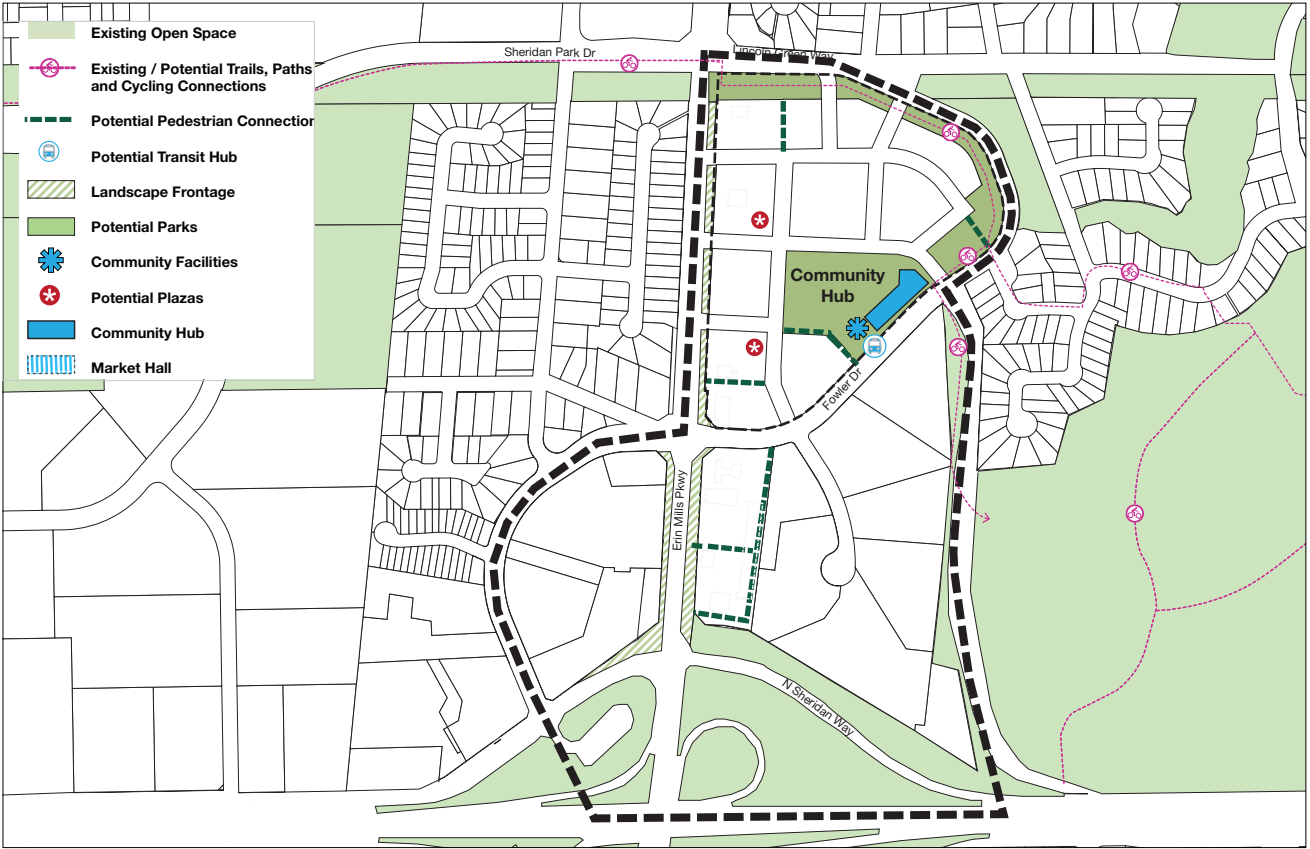 Existing Open Space
Existing / Potential Trails, Paths
and Cycling Connections
Potential Pedestrian Connection
Potential Transit Hub
Landscape Frontage
Potential Parks
Community Facilities
Potential Plazas
Community Hub
Market Hall
Sheridan Park Dr
Lincoln Green Way
Community
Hub
Fowler Dr
Erin Mills Pkwy
N Sheridan Way